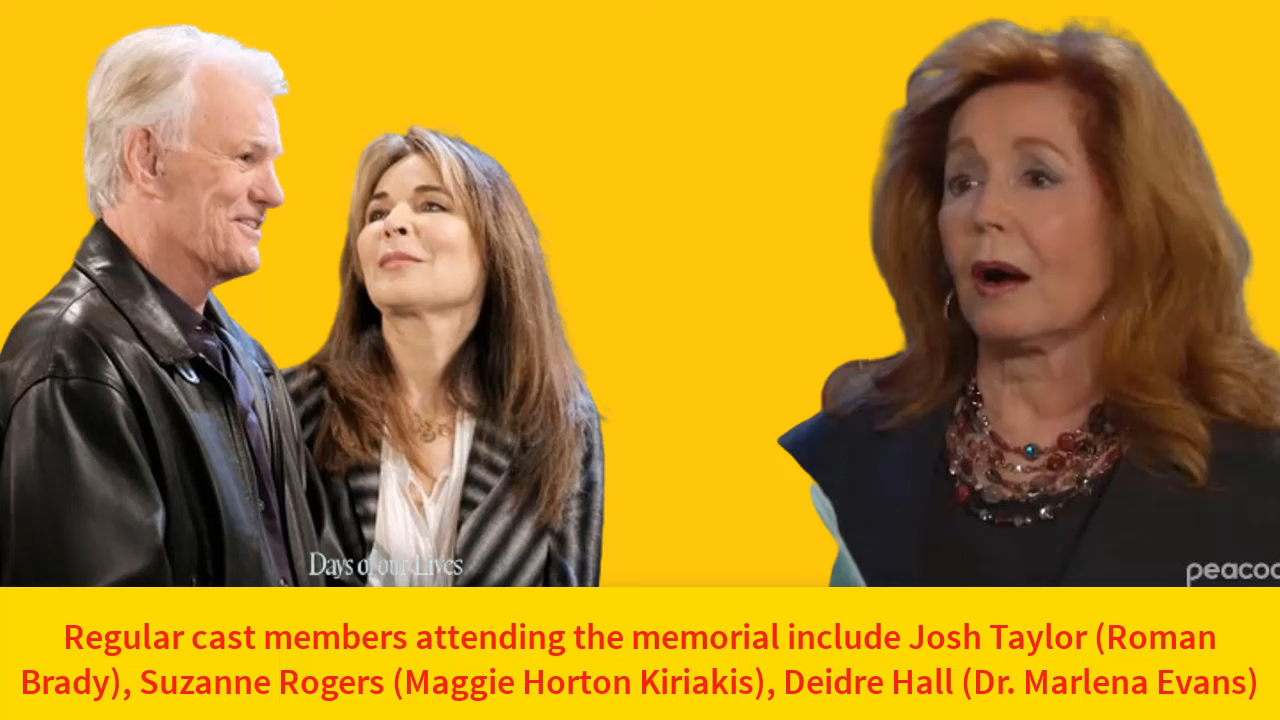 Days of our Lives
peacoc
Regular cast members attending the memorial include Josh Taylor (Roman
Brady), Suzanne Rogers (Maggie Horton Kiriakis), Deidre Hall (Dr. Marlena Evans)